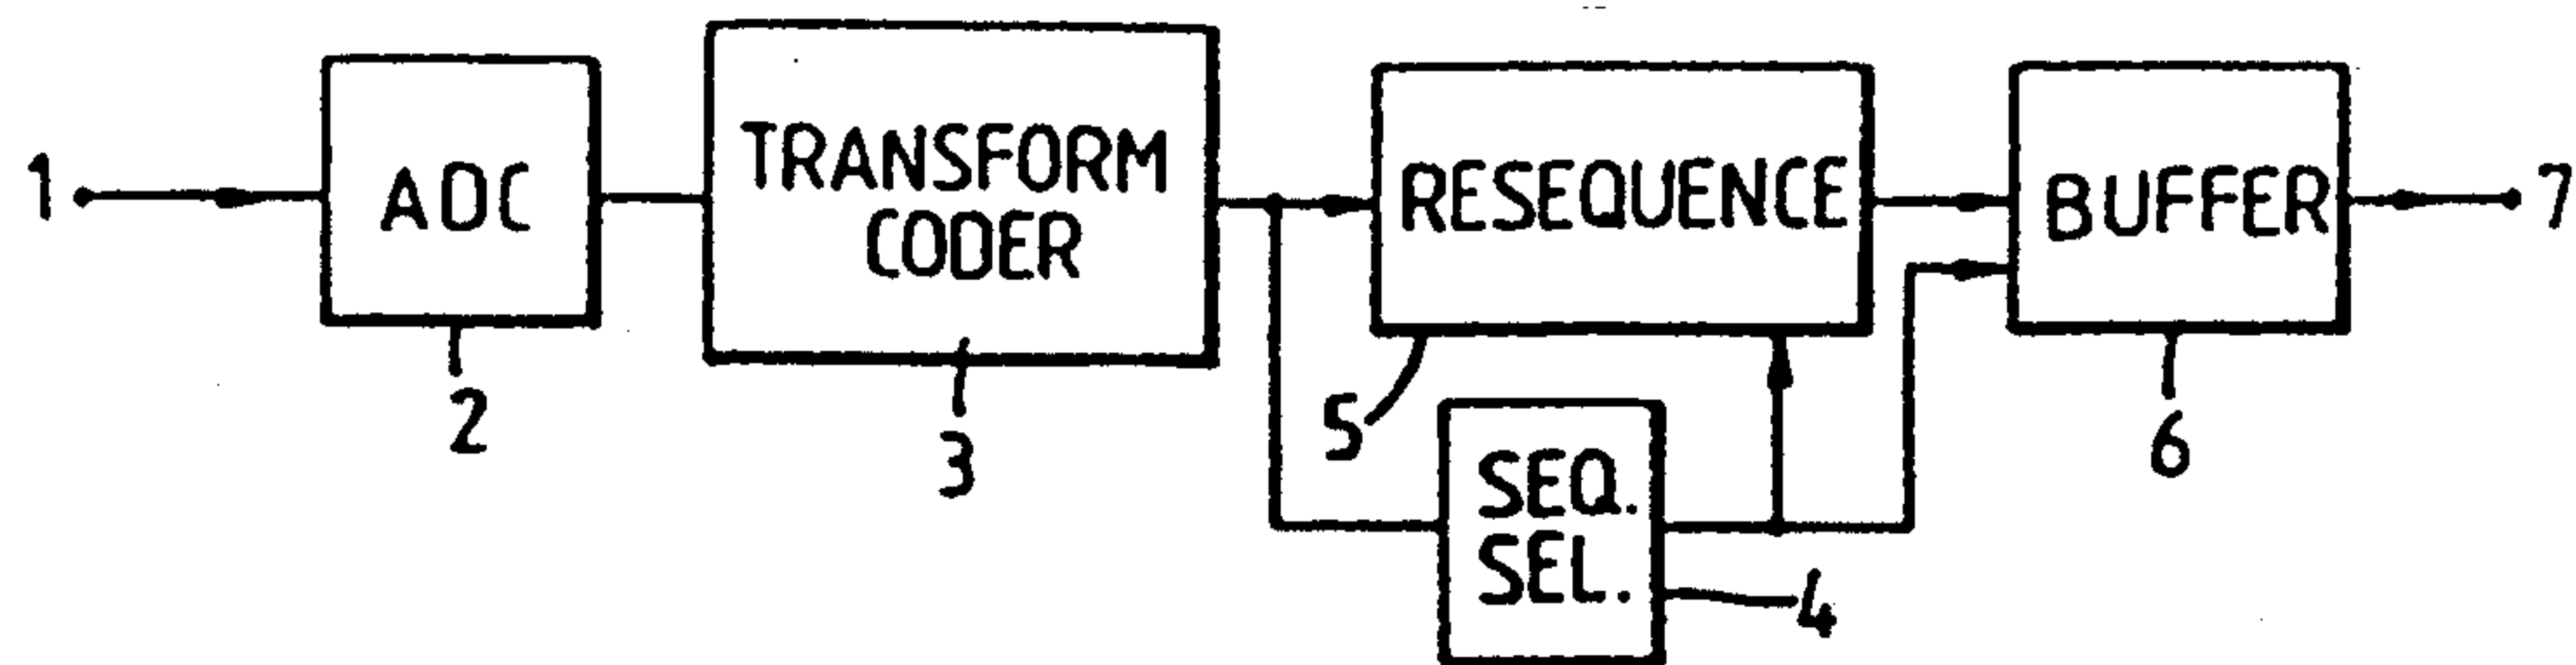 1
ADC
2
TRANSFORM
CODER
3
RESEQUENCE
5
SEQ.
SEL.
4
BUFFER
6
7